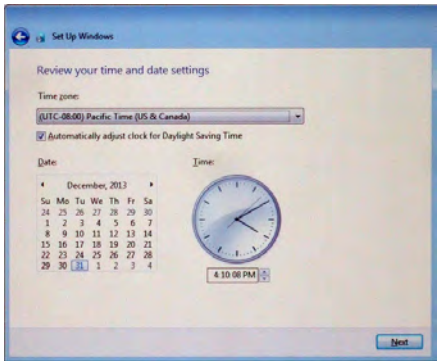 Set Up Windows
Review your time and date settings
Time zone:
(UTC-08:00) Pacific Time (US & Canada)
Automatically adjust clock for Daylight Saving Time
Date:
Time:
December, 2013
Su Mo Tu We Th Fr Sa
24 25 26 27 28 29 30
1 2 3 4 5 6 7
8 9 10 11 12 13 14
15 16 17 18 19 20 21
22 23 24 25 26 27 28
29 30 31 1 2 3 4
4:10:08 PM
Next